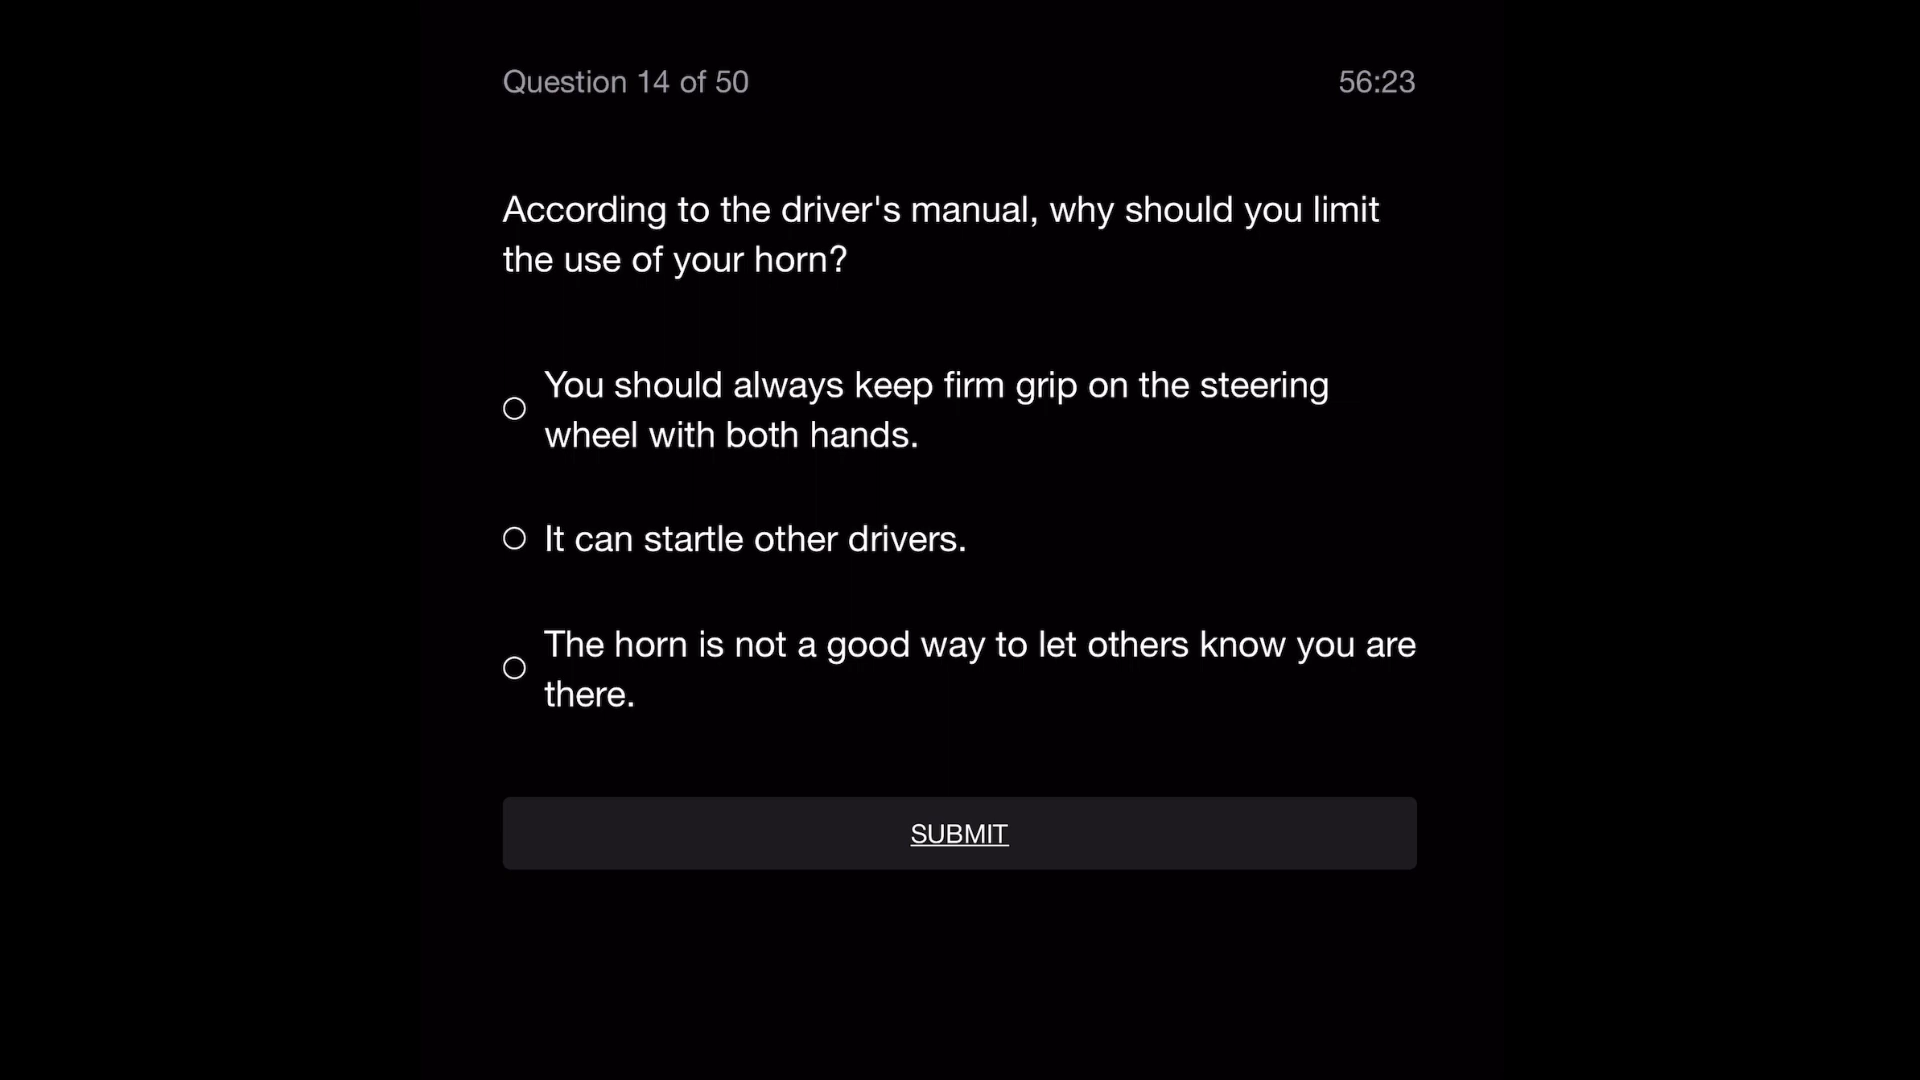 Question 14 of 50
56:23
According to the driver's manual, why should you limit
the use of your horn?
You should always keep firm grip on the steering
wheel with both hands.
It can startle other drivers.
The horn is not a good way to let others know you are
there.
SUBMIT